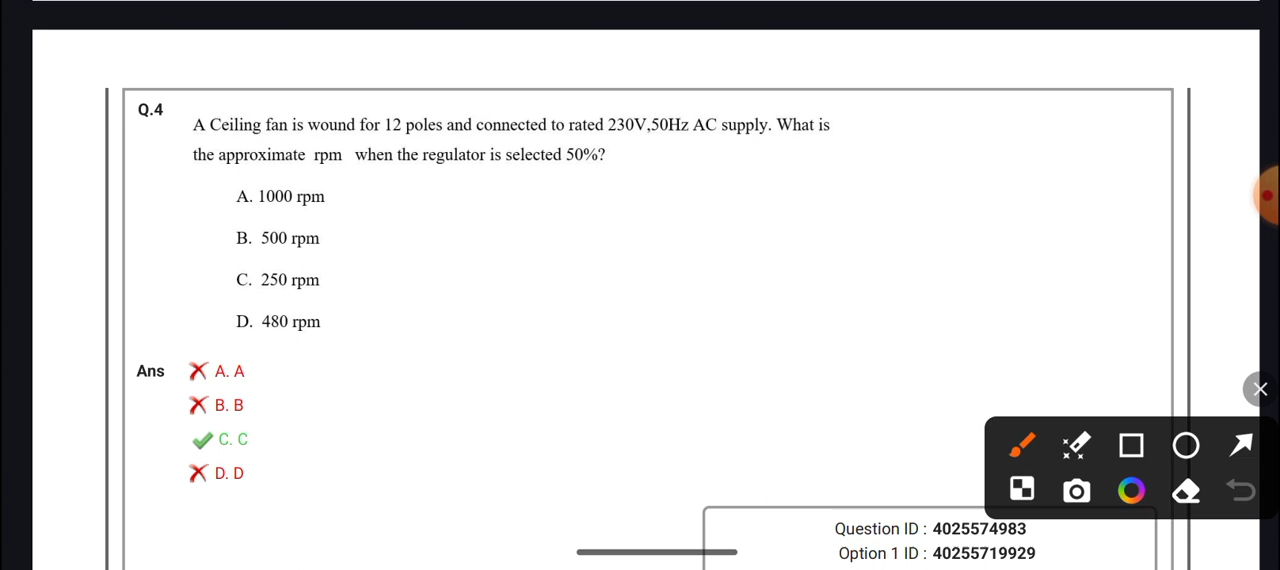 Q.4
A Ceiling fan is wound for 12 poles and connected to rated 230V,50Hz AC supply. What is
the approximate rpm when the regulator is selected 50%?
A. 1000 rpm
B. 500 rpm
C. 250 rpm
D. 480 rpm
Ans
A. A
B. B
C. C
D. D
Question ID : 4025574983
Option 1 ID : 40255719929